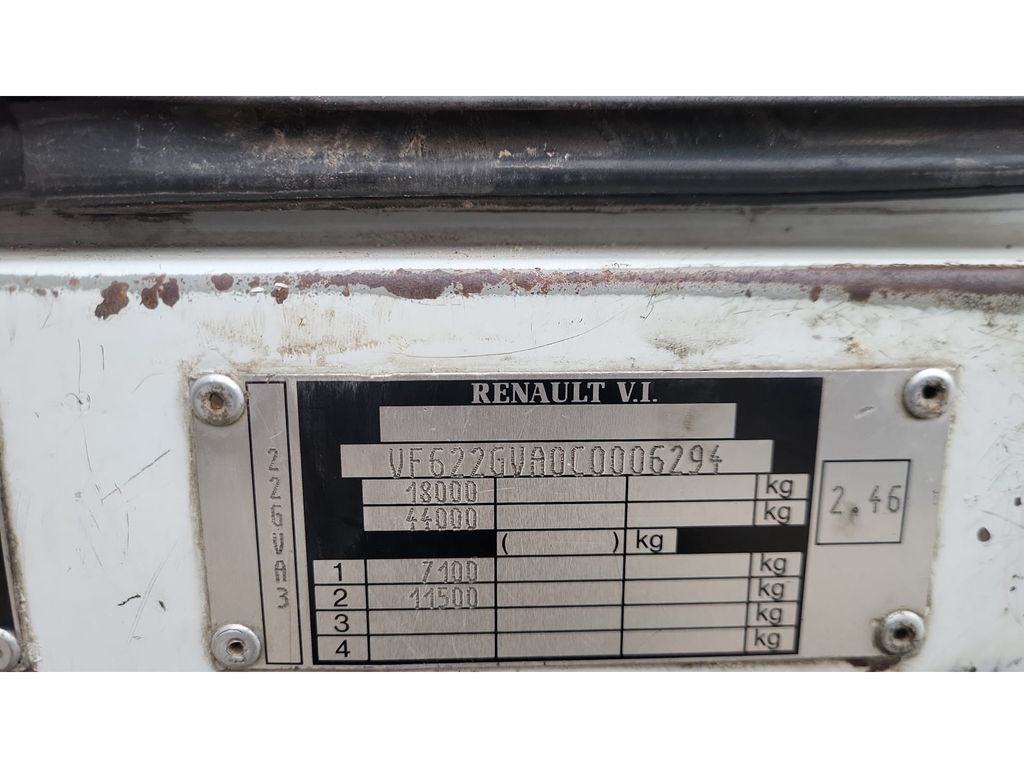 RENAULT V.I.
VF622GVA0C0006294
18000 kg
44000 kg
( ) kg
1 7100 kg
2 11500 kg
3 kg
4 kg
22GVA3
2.46